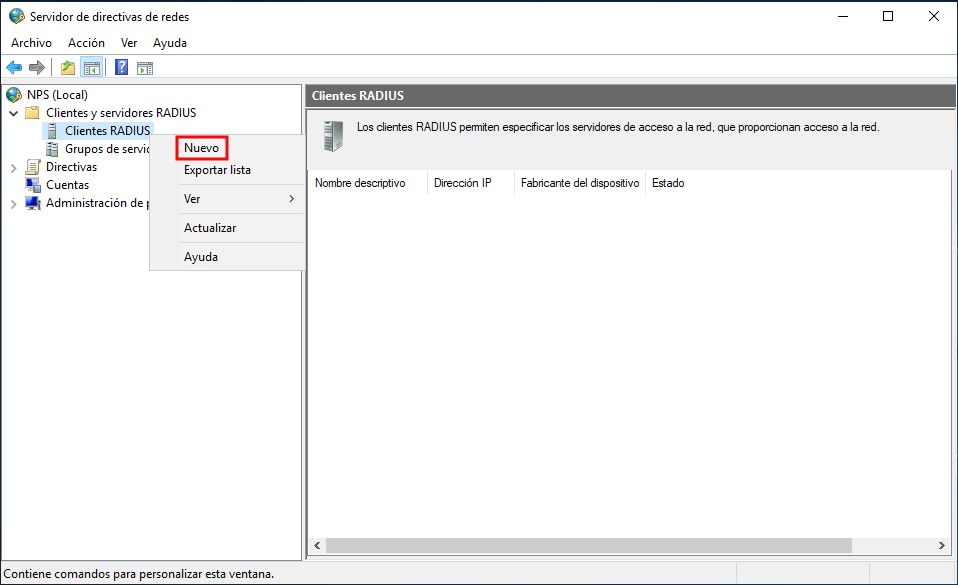 Servidor de directivas de redes
Archivo Acción Ver Ayuda
NPS (Local)
Clientes y servidores RADIUS
Clientes RADIUS
Grupos de
Directivas
Cuentas
Administración de
Nuevo
Exportar lista
Ver
Actualizar
Ayuda
Clientes RADIUS
Los clientes RADIUS permiten especificar los servidores de acceso a la red, que proporcionan acceso a la red.
Nombre descriptivo Dirección IP Fabricante del dispositivo Estado
Contiene comandos para personalizar esta ventana.